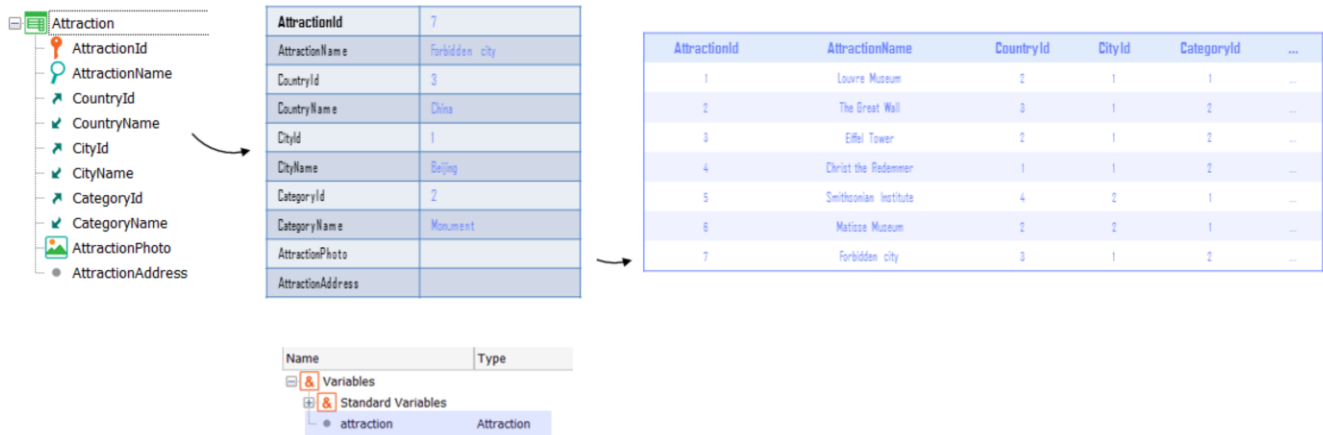 Attraction
AttractionId
AttractionName
CountryId
CountryName
CityId
CityName
CategoryId
CategoryName
AttractionPhoto
AttractionAddress
AttractionId 7
AttractionName Forbidden city
CountryId 3
CountryName China
CityId 1
CityName Beijing
CategoryId 2
CategoryName Monument
AttractionPhoto
AttractionAddress
AttractionId AttractionName CountryId CityId CategoryId ...
1 Louvre Museum 2 1 1 ...
2 The Great Wall 3 1 2 ...
3 Eiffel Tower 2 1 2 ...
4 Christ the Redemmer 1 1 2 ...
5 Smithsonian Institute 4 2 1 ...
6 Matisse Museum 2 2 1 ...
7 Forbidden city 3 1 2 ...
Name Type
& Variables
& Standard Variables
attraction Attraction